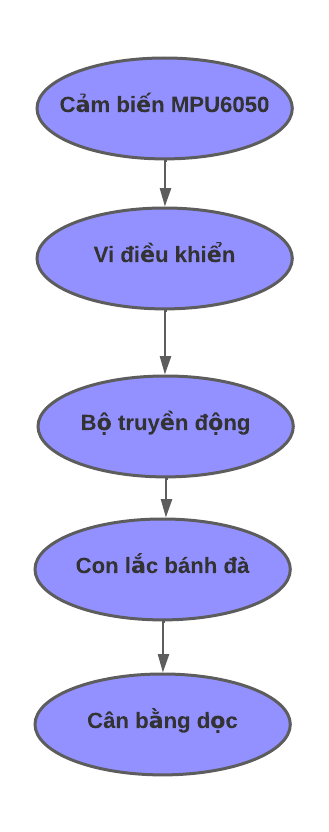 Cảm biến MPU6050
Vi điều khiển
Bộ truyền động
Con lắc bánh đà
Cân bằng dọc